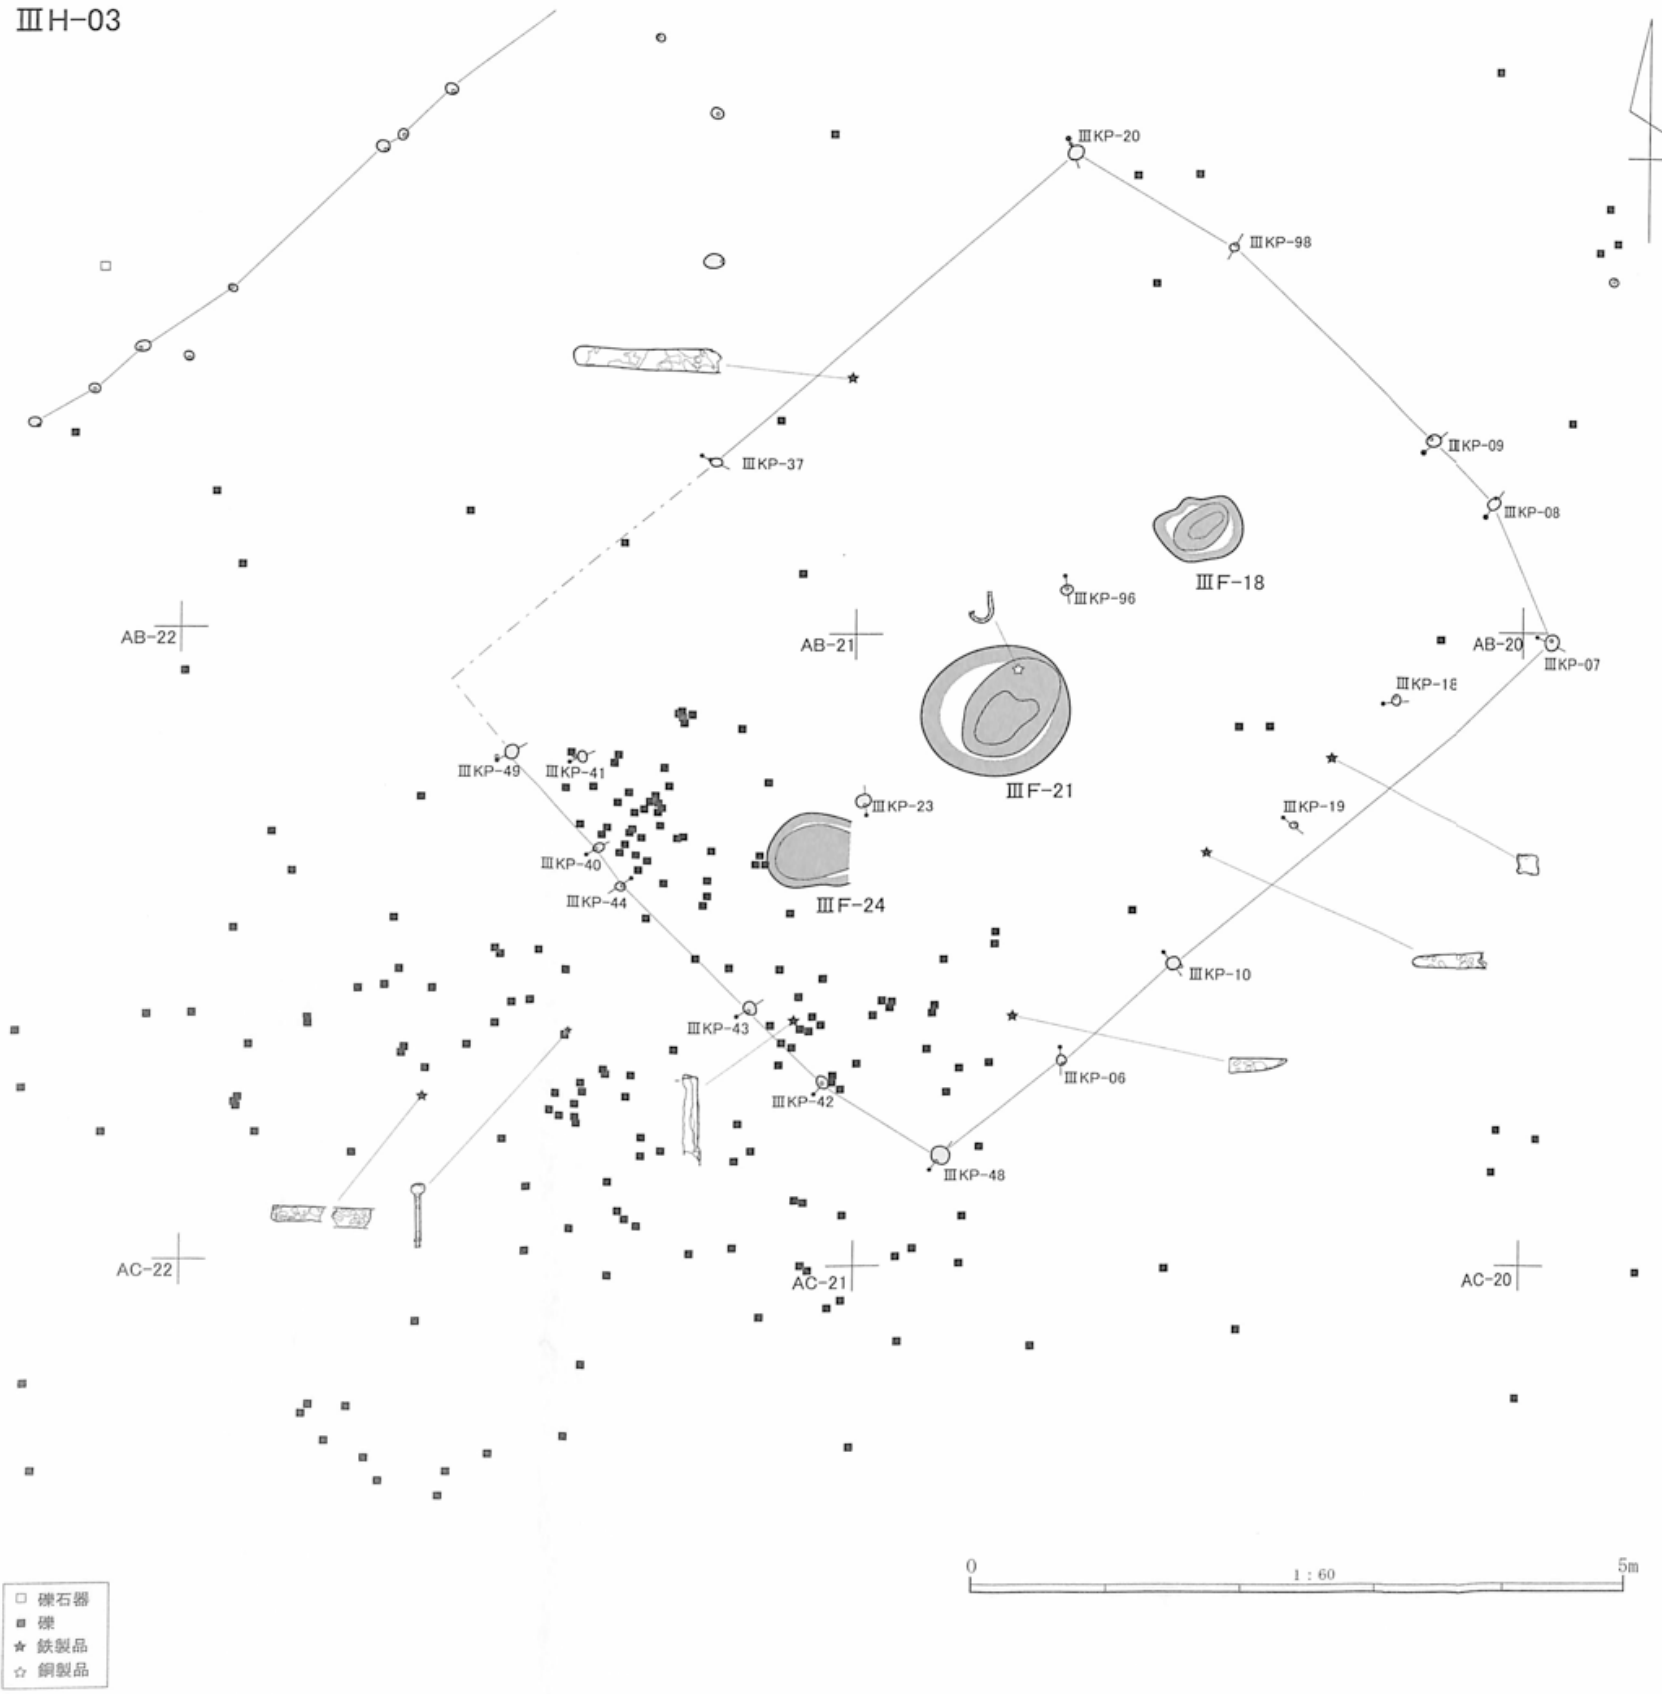 ⅢH-03
ⅢKP-20
ⅢKP-98
ⅢKP-09
ⅢKP-37
ⅢKP-08
ⅢF-18
ⅢKP-96
AB-22
AB-21
AB-20
ⅢKP-07
ⅢKP-18
ⅢKP-49
ⅢKP-41
ⅢF-21
ⅢKP-23
ⅢKP-19
ⅢKP-40
ⅢKP-44
ⅢF-24
ⅢKP-10
ⅢKP-43
ⅢKP-06
ⅢKP-42
ⅢKP-48
AC-22
AC-21
AC-20
0
1:60
5m
礫石器
礫
鉄製品
銅製品